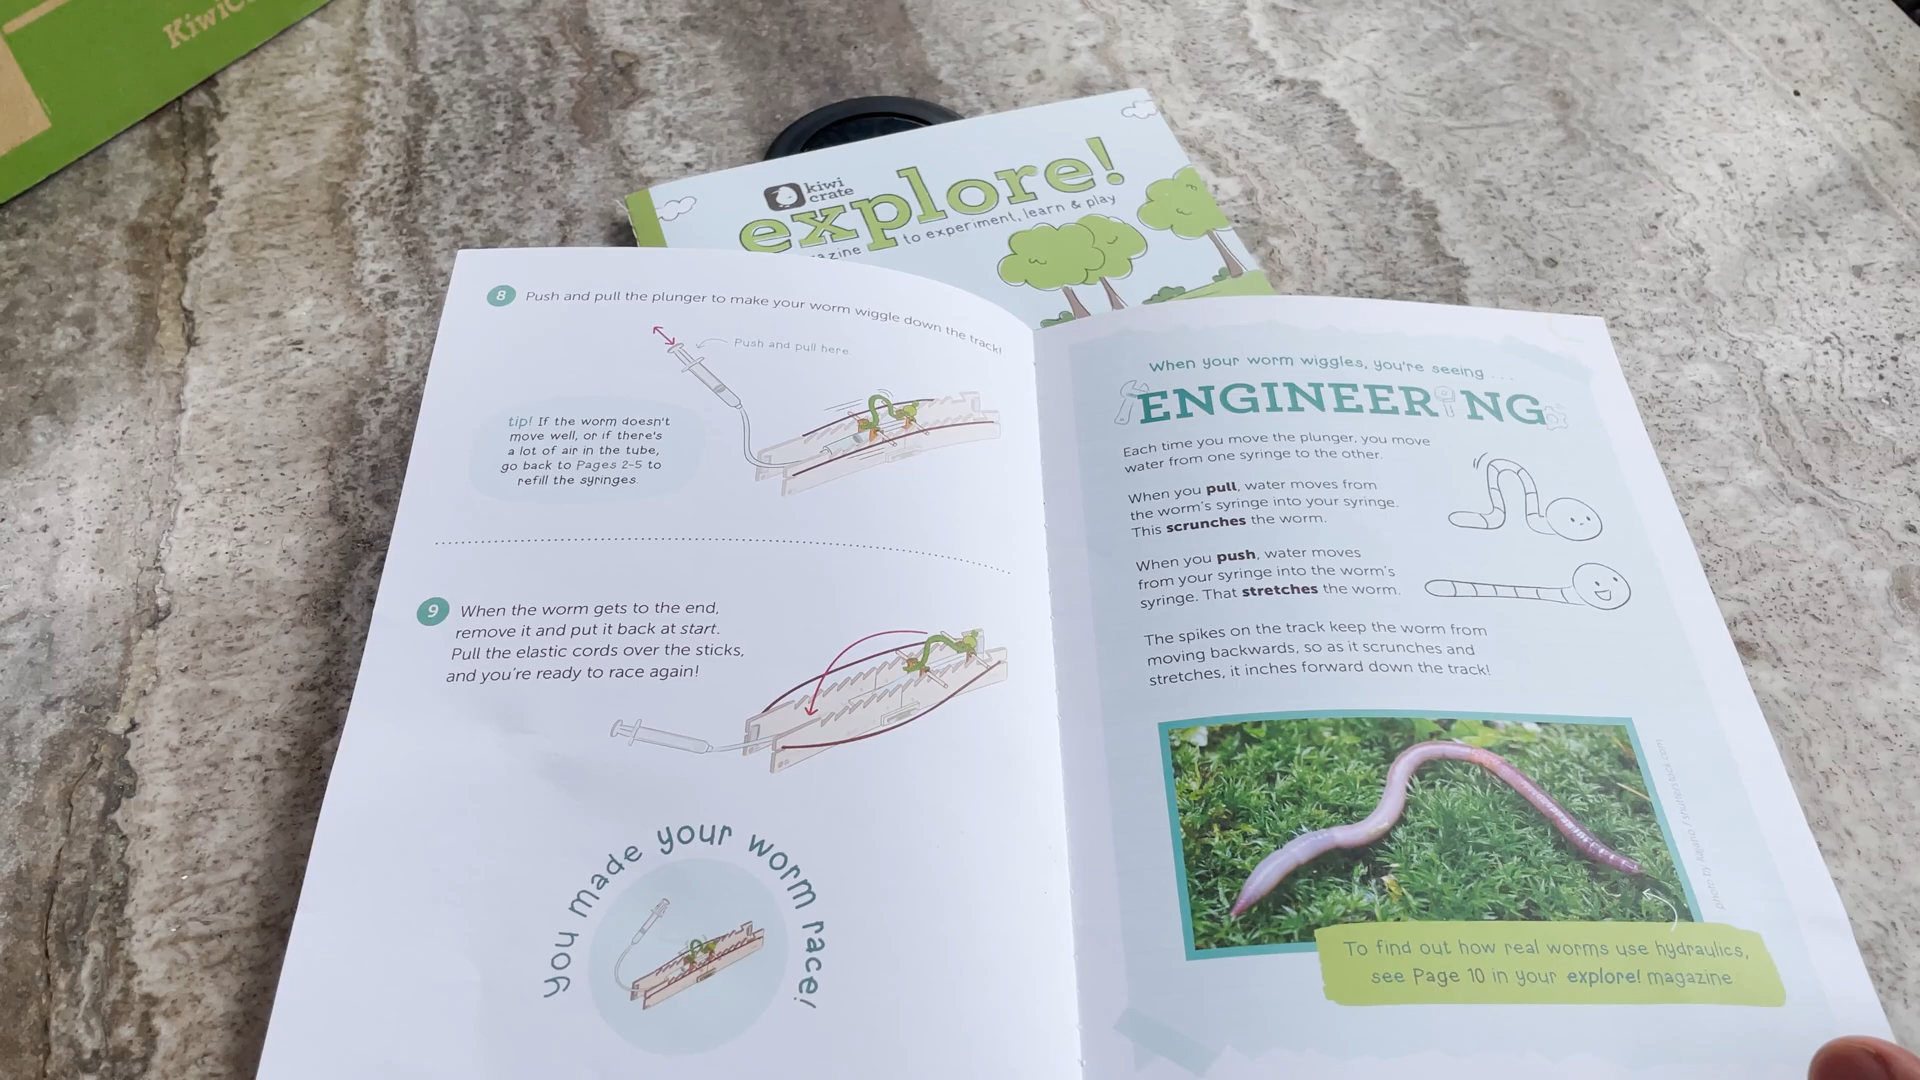 kiwi
crate
explore!
azine to experiment, learn & play
8 Push and pull the plunger to make your worm wiggle down the track!
Push and pull here.
tip! If the worm doesn't
move well, or if there's
a lot of air in the tube,
go back to Pages 2-5 to
refill the syringes.
9 When the worm gets to the end,
remove it and put it back at start.
Pull the elastic cords over the sticks,
and you're ready to race again!
you made your worm race!
When your worm wiggles, you're seeing . . .
ENGINEERING
Each time you move the plunger, you move
water from one syringe to the other.
When you pull, water moves from
the worm's syringe into your syringe.
This scrunches the worm.
When you push, water moves
from your syringe into the worm's
syringe. That stretches the worm.
The spikes on the track keep the worm from
moving backwards, so as it scrunches and
stretches, it inches forward down the track!
To find out how real worms use hydraulics,
see Page 10 in your explore! magazine